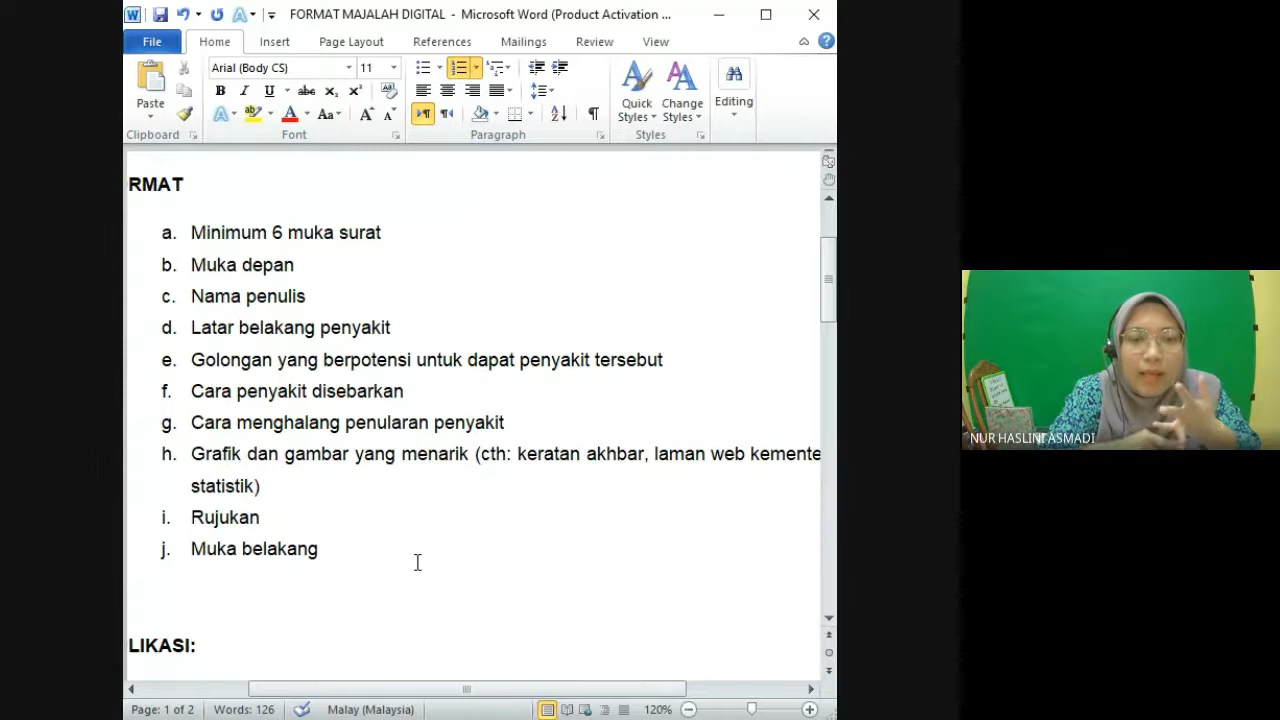 FORMAT MAJALAH DIGITAL - Microsoft Word (Product Activation ...
File Home Insert Page Layout References Mailings Review View
Arial (Body CS) 11
Paste
Quick Styles
Change Styles
Editing
Clipboard Font Paragraph Styles
RMAT
a. Minimum 6 muka surat
b. Muka depan
c. Nama penulis
d. Latar belakang penyakit
e. Golongan yang berpotensi untuk dapat penyakit tersebut
f. Cara penyakit disebarkan
g. Cara menghalang penularan penyakit
h. Grafik dan gambar yang menarik (cth: keratan akhbar, laman web kemente
statistik)
i. Rujukan
j. Muka belakang
LIKASI:
Page: 1 of 2 Words: 126 Malay (Malaysia) 120%
NUR HASLINI ASMADI